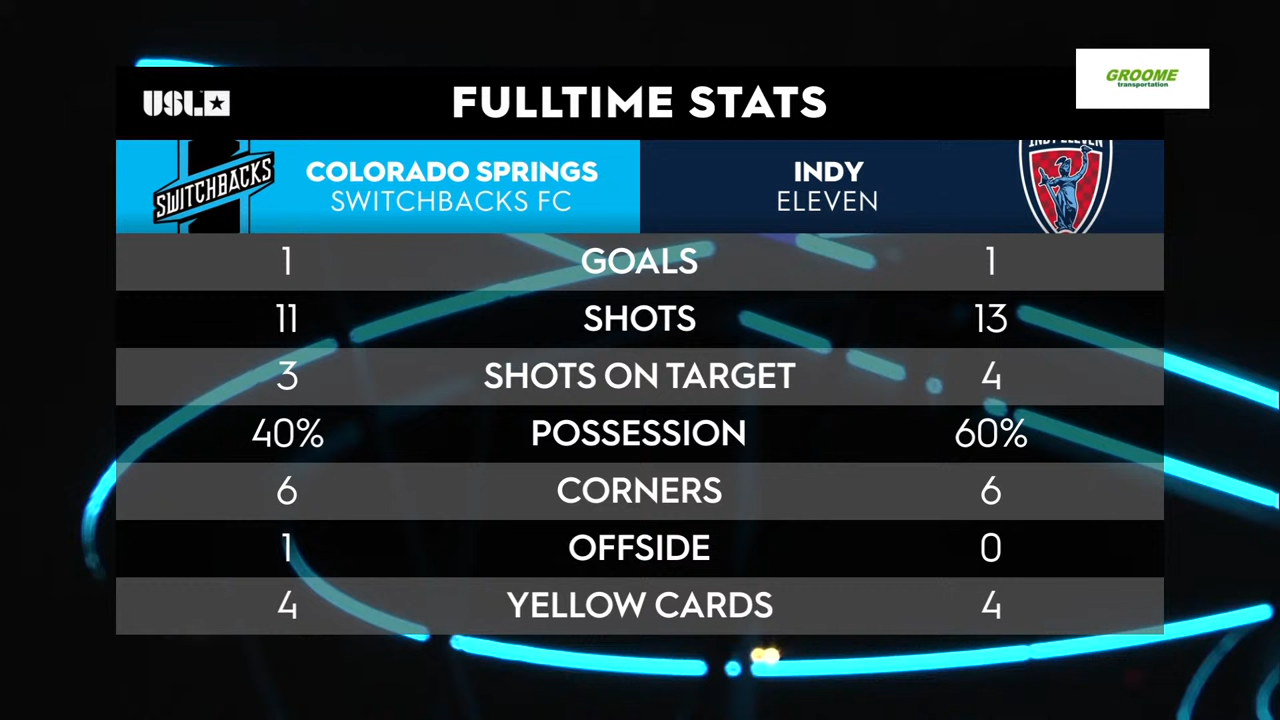 USL
FULLTIME STATS
GROOME
transportation
SWITCHBACKS
COLORADO SPRINGS
SWITCHBACKS FC
INDY
ELEVEN
INDY ELEVEN
1 GOALS 1
11 SHOTS 13
3 SHOTS ON TARGET 4
40% POSSESSION 60%
6 CORNERS 6
1 OFFSIDE 0
4 YELLOW CARDS 4